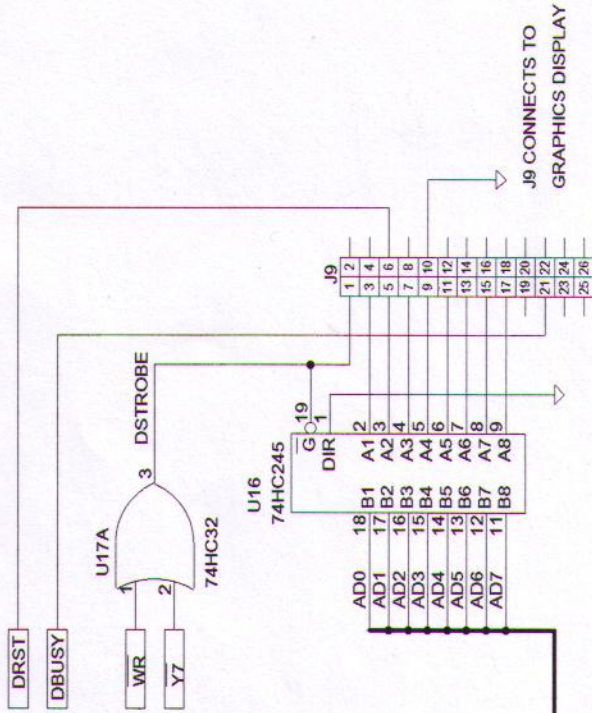 DRST
DBUSY
W̅R̅
Y̅7̅
U17A
1
2
3
74HC32
DSTROBE
U16
74HC245
G̅
19
DIR
1
AD0 18 B1 A1 2
AD1 17 B2 A2 3
AD2 16 B3 A3 4
AD3 15 B4 A4 5
AD4 14 B5 A5 6
AD5 13 B6 A6 7
AD6 12 B7 A7 8
AD7 11 B8 A8 9
J9
1 2
3 4
5 6
7 8
9 10
11 12
13 14
15 16
17 18
19 20
21 22
23 24
25 26
J9 CONNECTS TO
GRAPHICS DISPLAY